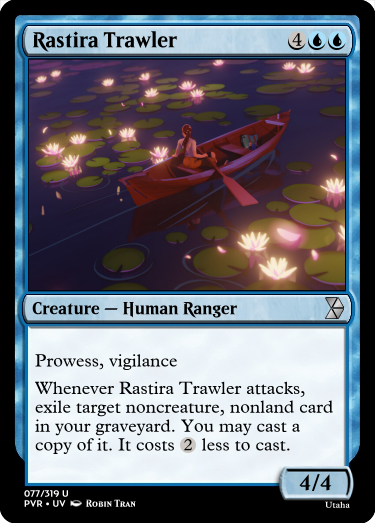 Rastira Trawler 4
Creature — Human Ranger
Prowess, vigilance
Whenever Rastira Trawler attacks,
exile target noncreature, nonland card
in your graveyard. You may cast a
copy of it. It costs 2 less to cast.
4/4
077/319 U
PVR • UV Robin Tran
Utaha